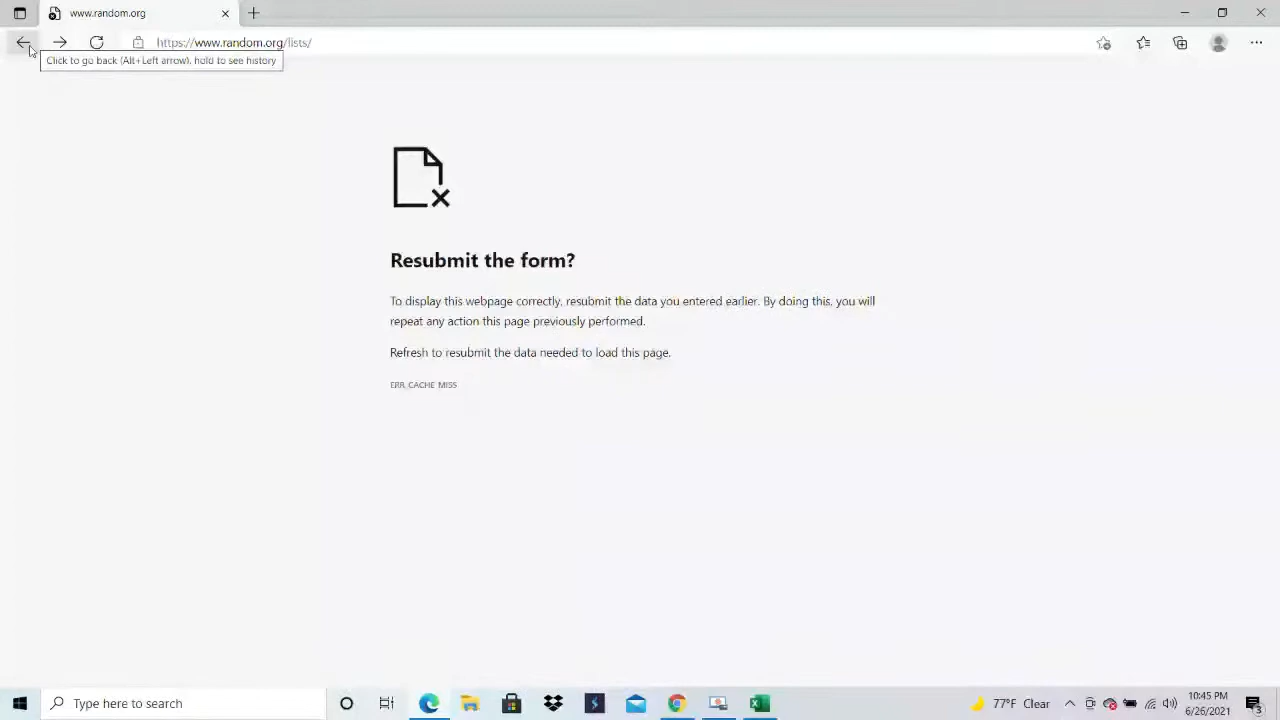 www.random.org
https://www.random.org/lists/
Click to go back (Alt+Left arrow), hold to see history
Resubmit the form?
To display this webpage correctly, resubmit the data you entered earlier. By doing this, you will
repeat any action this page previously performed.
Refresh to resubmit the data needed to load this page.
ERR_CACHE_MISS
Type here to search
77°F Clear
10:45 PM
6/26/2021
3